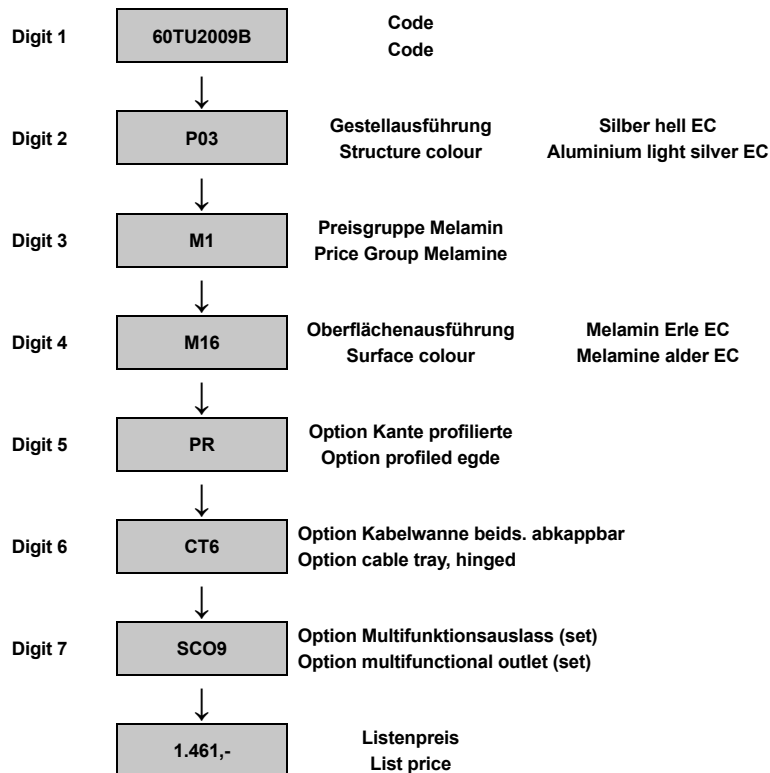 Digit 1 60TU2009B Code
Code
Digit 2 P03 Gestellausführung Silber hell EC
Structure colour Aluminium light silver EC
Digit 3 M1 Preisgruppe Melamin
Price Group Melamine
Digit 4 M16 Oberflächenausführung Melamin Erle EC
Surface colour Melamine alder EC
Digit 5 PR Option Kante profilierte
Option profiled egde
Digit 6 CT6 Option Kabelwanne beids. abkappbar
Option cable tray, hinged
Digit 7 SCO9 Option Multifunktionsauslass (set)
Option multifunctional outlet (set)
1.461,- Listenpreis
List price